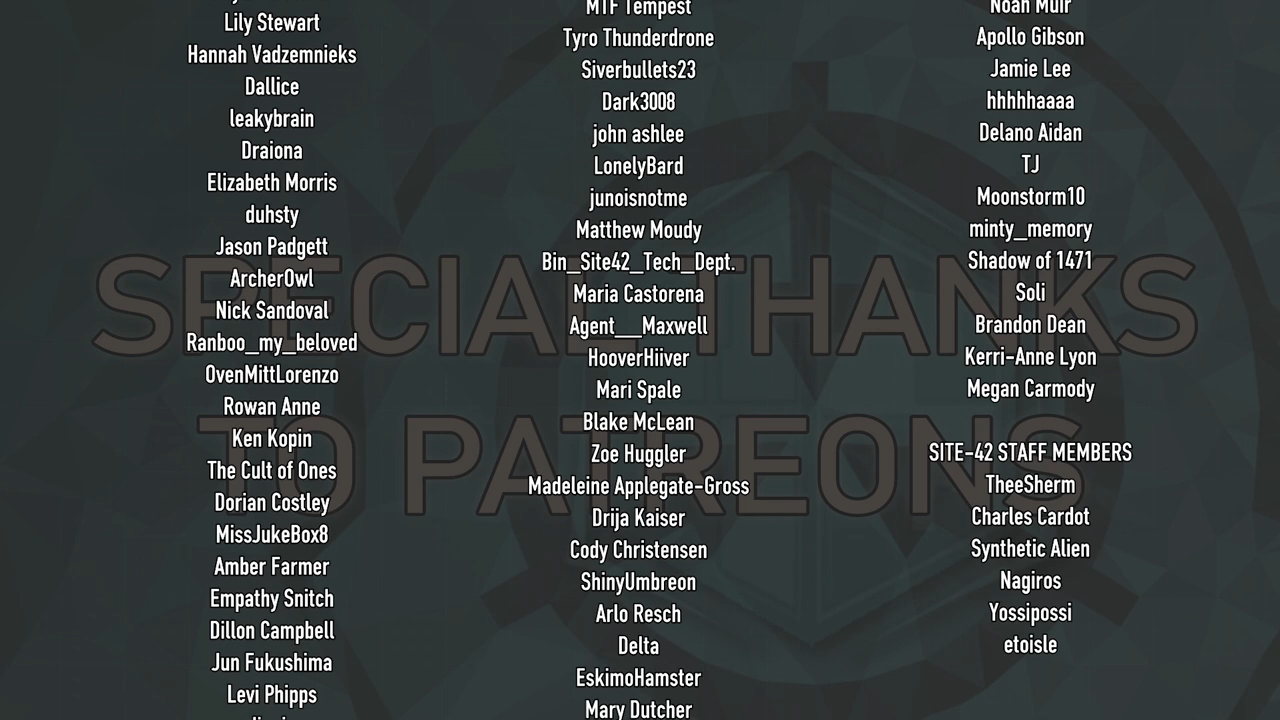 Lily Stewart
Hannah Vadzemnieks
Dallice
leakybrain
Draiona
Elizabeth Morris
duhsty
Jason Padgett
ArcherOwl
Nick Sandoval
Ranboo_my_beloved
OvenMittLorenzo
Rowan Anne
Ken Kopin
The Cult of Ones
Dorian Costley
MissJukeBox8
Amber Farmer
Empathy Snitch
Dillon Campbell
Jun Fukushima
Levi Phipps
MTF Tempest
Tyro Thunderdrone
Siverbullets23
Dark3008
john ashlee
LonelyBard
junoisnotme
Matthew Moudy
Bin_Site42_Tech_Dept.
Maria Castorena
Agent___Maxwell
HooverHiiver
Mari Spale
Blake McLean
Zoe Huggler
Madeleine Applegate-Gross
Drija Kaiser
Cody Christensen
ShinyUmbreon
Arlo Resch
Delta
EskimoHamster
Mary Dutcher
Noah Muir
Apollo Gibson
Jamie Lee
hhhhhaaaa
Delano Aidan
TJ
Moonstorm10
minty_memory
Shadow of 1471
Soli
Brandon Dean
Kerri-Anne Lyon
Megan Carmody
SITE-42 STAFF MEMBERS
TheeSherm
Charles Cardot
Synthetic Alien
Nagiros
Yossipossi
etoisle
SPECIAL THANKS
TO PATREONS